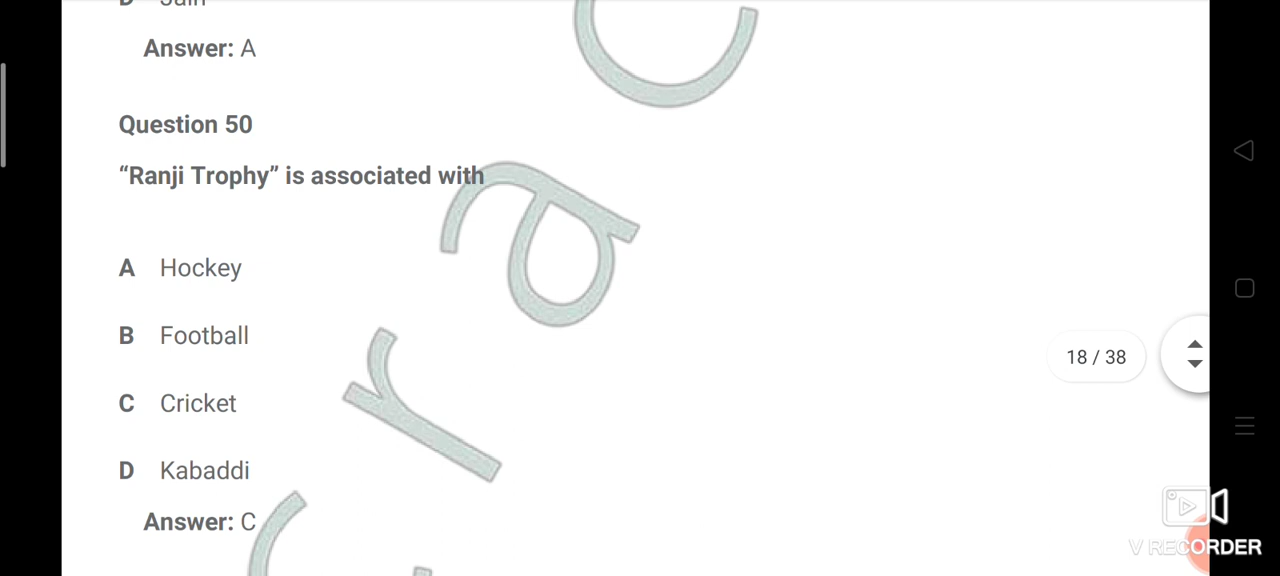 Answer: A
Question 50
“Ranji Trophy” is associated with
A Hockey
B Football
C Cricket
D Kabaddi
Answer: C
18 / 38
V RECORDER